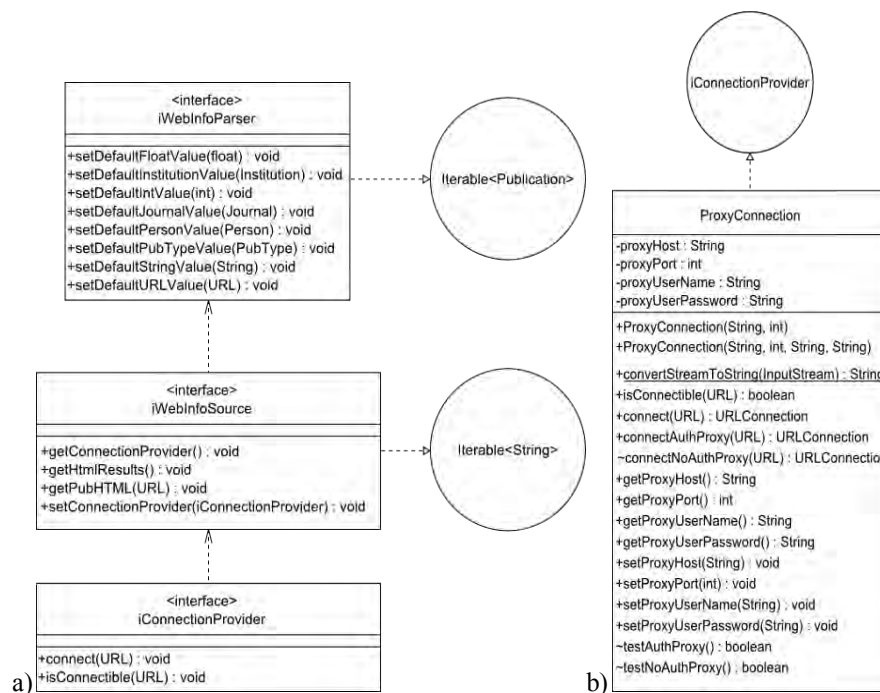 <interface>
iWebInfoParser
+setDefaultFloatValue(float) : void
+setDefaultInstitutionValue(Institution) : void
+setDefaultIntValue(int) : void
+setDefaultJournalValue(Journal) : void
+setDefaultPersonValue(Person) : void
+setDefaultPubTypeValue(PubType) : void
+setDefaultStringValue(String) : void
+setDefaultURLValue(URL) : void
Iterable<Publication>
<interface>
iWebInfoSource
+getConnectionProvider() : void
+getHtmlResults() : void
+getPubHTML(URL) : void
+setConnectionProvider(iConnectionProvider) : void
Iterable<String>
<interface>
iConnectionProvider
+connect(URL) : void
+isConnectible(URL) : void
a)
iConnectionProvider
ProxyConnection
-proxyHost : String
-proxyPort : int
-proxyUserName : String
-proxyUserPassword : String
+ProxyConnection(String, int)
+ProxyConnection(String, int, String, String)
+convertStreamToString(InputStream) : String
+isConnectible(URL) : boolean
+connect(URL) : URLConnection
+connectAuthProxy(URL) : URLConnection
~connectNoAuthProxy(URL) : URLConnectio
+getProxyHost() : String
+getProxyPort() : int
+getProxyUserName() : String
+getProxyUserPassword() : String
+setProxyHost(String) : void
+setProxyPort(int) : void
+setProxyUserName(String) : void
+setProxyUserPassword(String) : void
~testAuthProxy() : boolean
~testNoAuthProxy() : boolean
b)